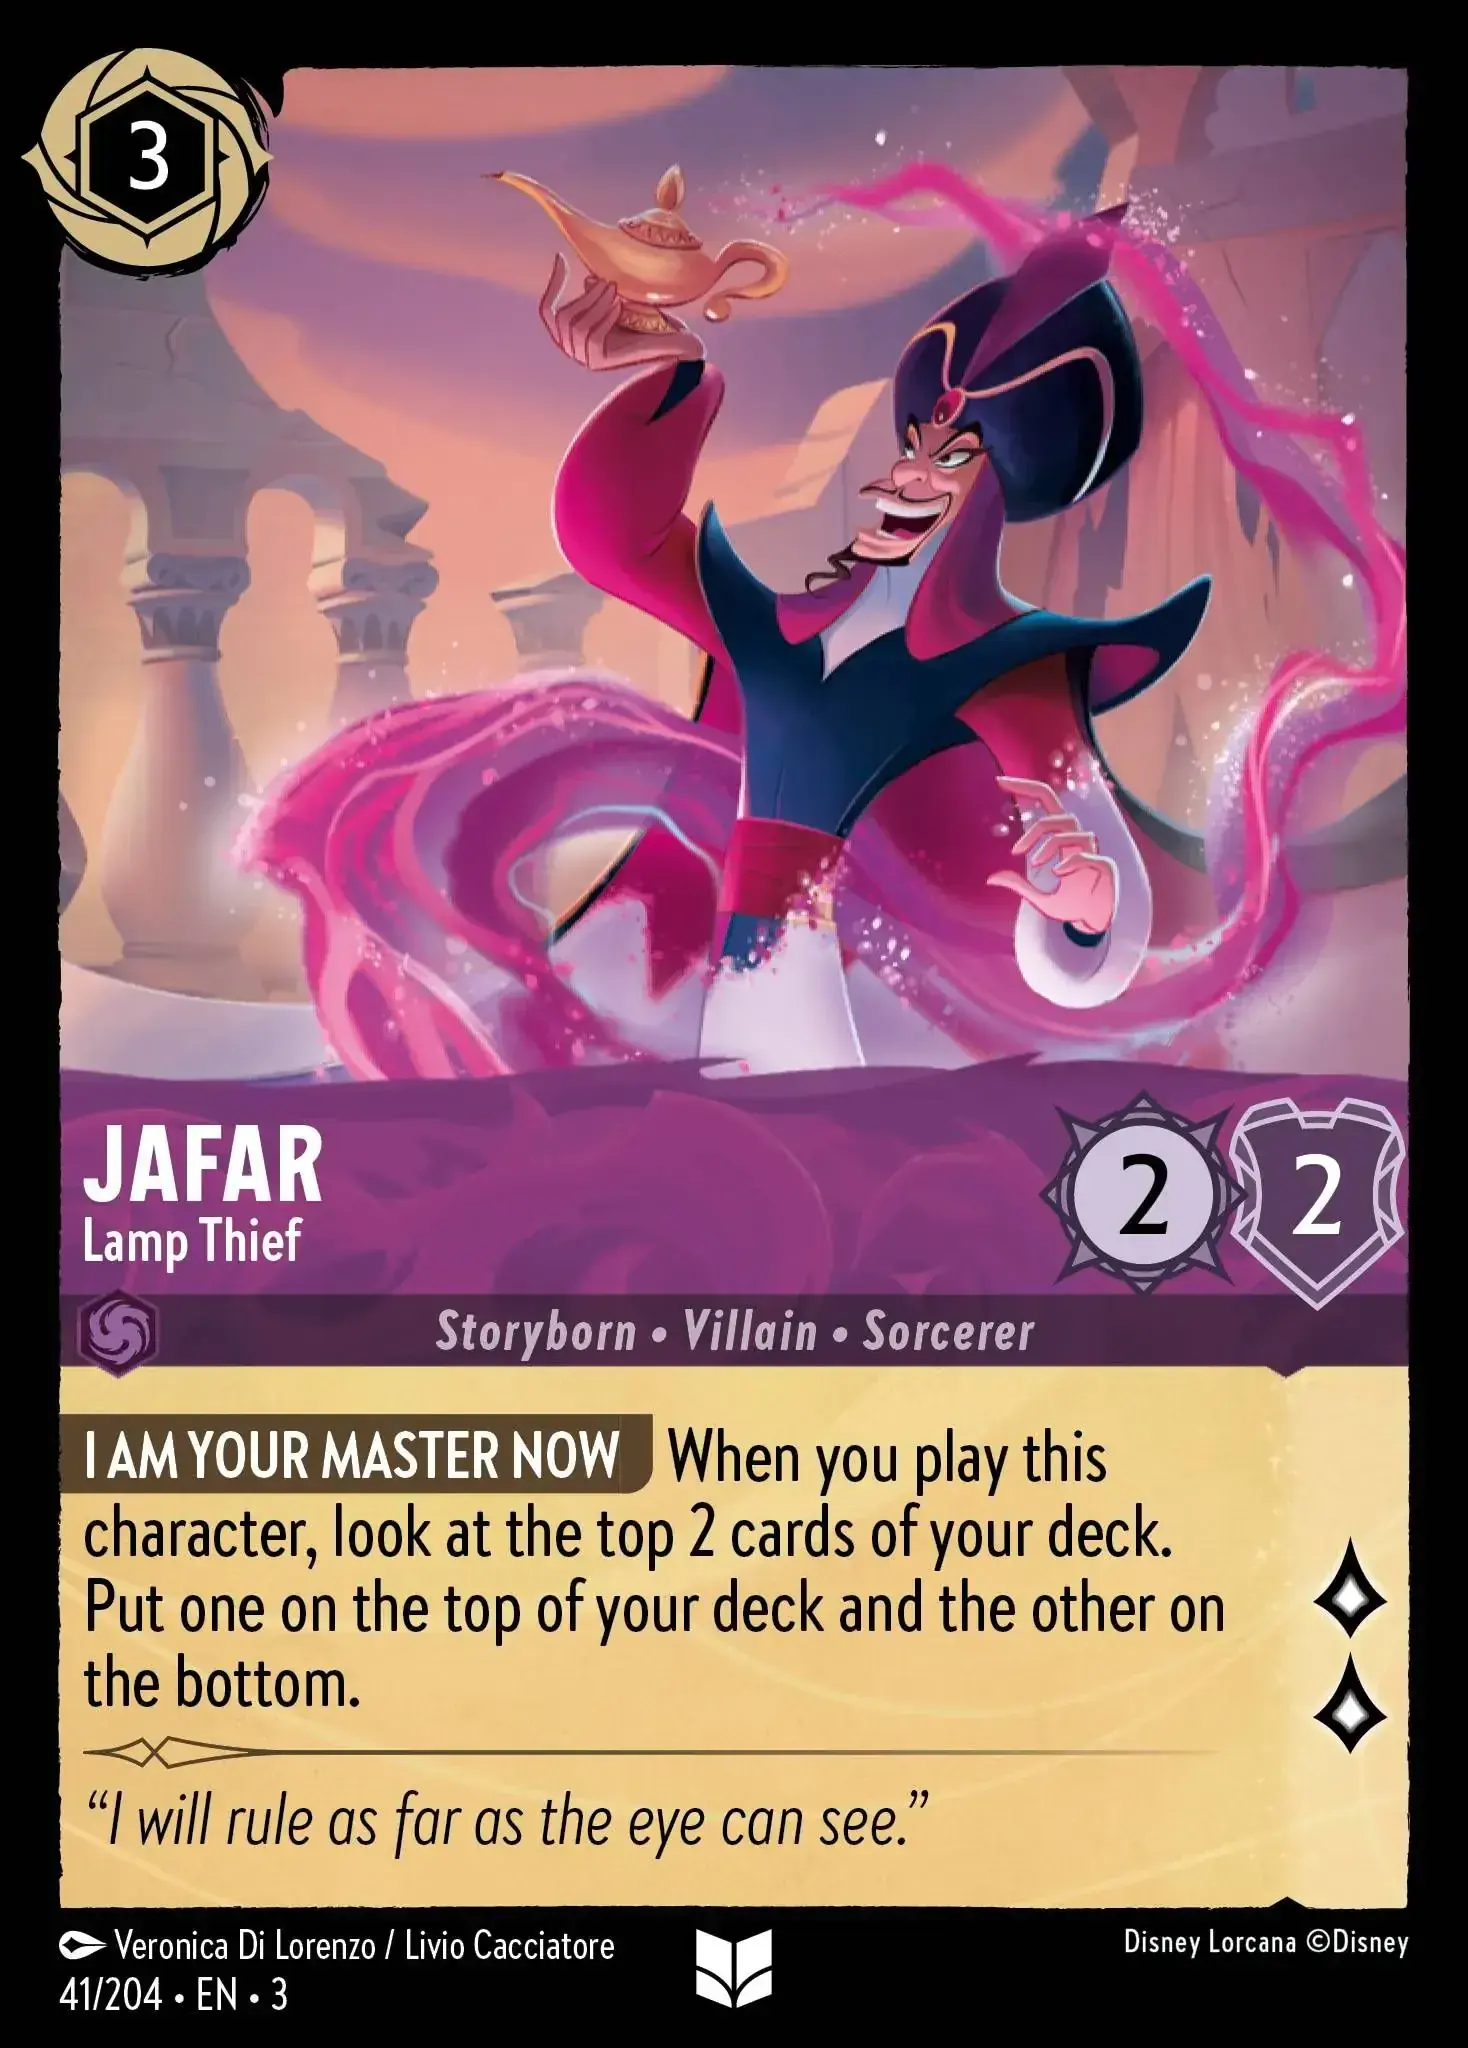 3
JAFAR
Lamp Thief
2 2
Storyborn • Villain • Sorcerer
I AM YOUR MASTER NOW When you play this
character, look at the top 2 cards of your deck.
Put one on the top of your deck and the other on
the bottom.
“I will rule as far as the eye can see.”
Veronica Di Lorenzo / Livio Cacciatore
Disney Lorcana ©Disney
41/204 • EN • 3